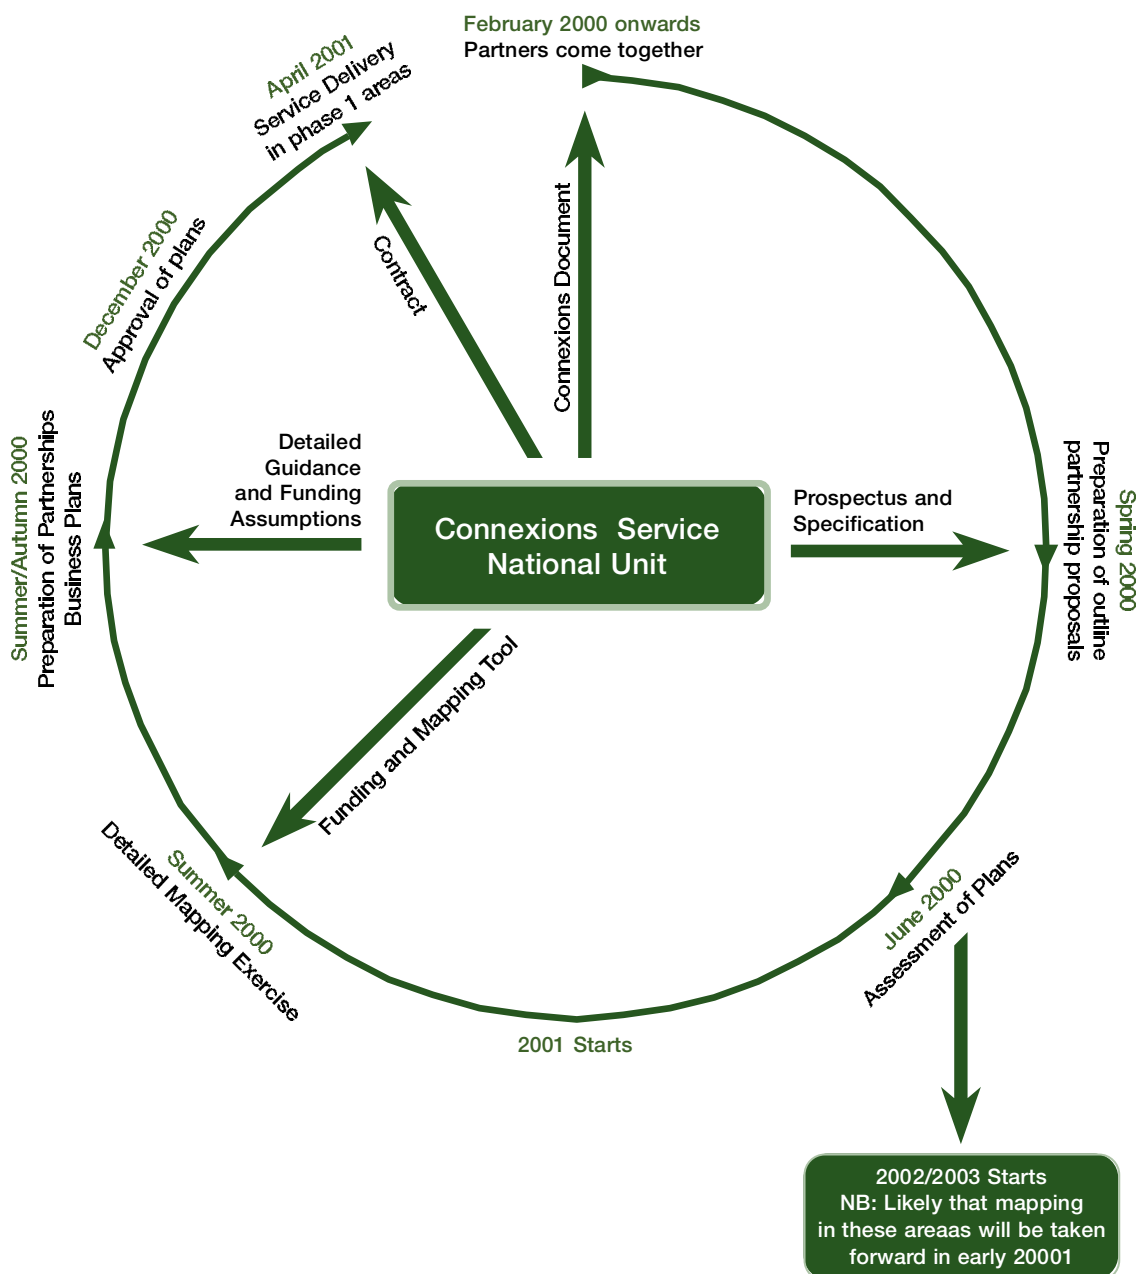 February 2000 onwards
Partners come together
Connexions Document
Prospectus and
Specification
Spring 2000
Preparation of outline
partnership proposals
June 2000
Assessment of Plans
2002/2003 Starts
NB: Likely that mapping
in these areaas will be taken
forward in early 20001
2001 Starts
Funding and Mapping Tool
Summer 2000
Detailed Mapping Exercise
Detailed
Guidance
and Funding
Assumptions
Summer/Autumn 2000
Preparation of Partnerships
Business Plans
December 2000
Approval of plans
Contract
April 2001
Service Delivery
in phase 1 areas
Connexions Service
National Unit